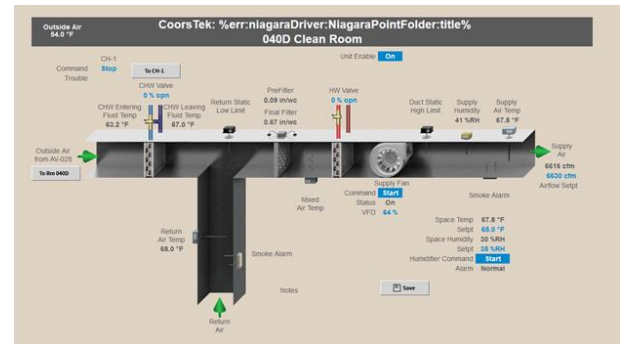 Outside Air
84.0 °F
CoorsTek: %err:niagaraDriver:NiagaraPointFolder:title%
040D Clean Room
Unit Enable On
CH-1
Command Stop
Trouble
To CH-1
CHW Valve
0 % opn
CHW Entering
Fluid Temp
63.2 °F
CHW Leaving
Fluid Temp
67.0 °F
Return Static
Low Limit
PreFilter
0.09 in/wc
Final Filter
0.67 in/wc
HW Valve
0 % opn
Duct Static
High Limit
Supply
Humidity
41 %RH
Supply
Air Temp
67.8 °F
Outside Air
from AV-028
To Rm 040D
Supply
Air
6616 cfm
6630 cfm
Airflow Setpt
Mixed
Air Temp
Supply Fan
Command Start
Status On
VFD 64 %
Smoke Alarm
Return
Air Temp
68.0 °F
Smoke Alarm
Space Temp 67.8 °F
Setpt 68.0 °F
Space Humidity 30 %RH
Setpt 35 %RH
Humidifier Command Start
Alarm Normal
Notes
Save
Return
Air